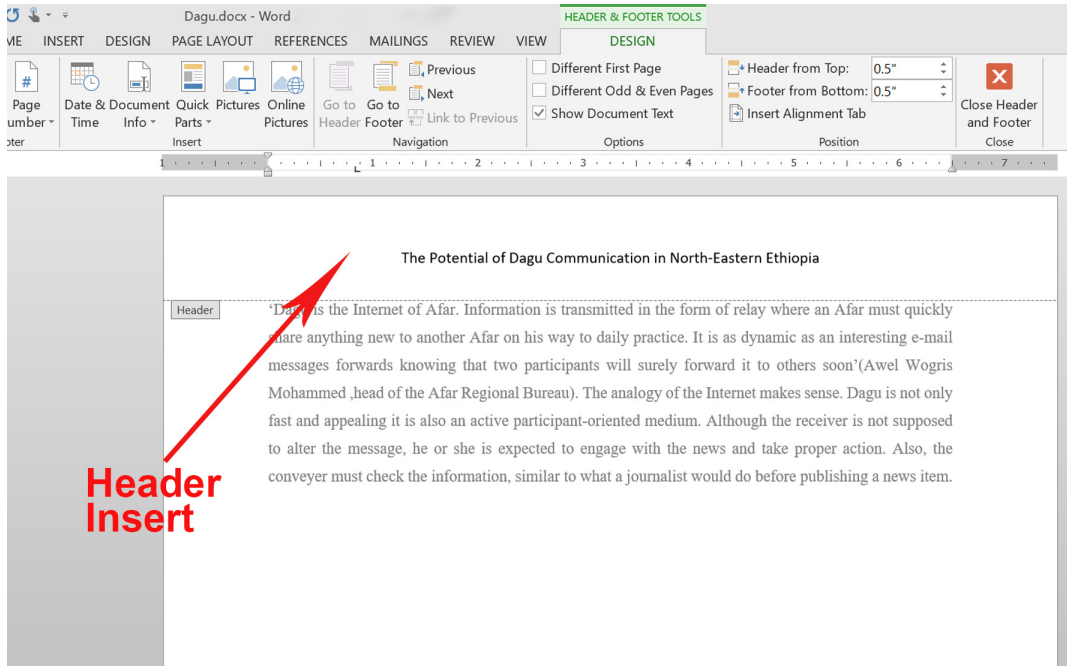 Dagu.docx - Word
HEADER & FOOTER TOOLS
ME INSERT DESIGN PAGE LAYOUT REFERENCES MAILINGS REVIEW VIEW DESIGN
# Page umber
Date & Time
Document Info
Quick Parts
Pictures
Online Pictures
Insert
Go to Header
Go to Footer
Previous
Next
Link to Previous
Navigation
Different First Page
Different Odd & Even Pages
Show Document Text
Options
Header from Top: 0.5"
Footer from Bottom: 0.5"
Insert Alignment Tab
Position
Close Header and Footer
Close
oter
1 1 2 3 4 5 6 7
The Potential of Dagu Communication in North-Eastern Ethiopia
Header
‘Dagu is the Internet of Afar. Information is transmitted in the form of relay where an Afar must quickly
share anything new to another Afar on his way to daily practice. It is as dynamic as an interesting e-mail
messages forwards knowing that two participants will surely forward it to others soon’(Awel Wogris
Mohammed ,head of the Afar Regional Bureau). The analogy of the Internet makes sense. Dagu is not only
fast and appealing it is also an active participant-oriented medium. Although the receiver is not supposed
to alter the message, he or she is expected to engage with the news and take proper action. Also, the
conveyer must check the information, similar to what a journalist would do before publishing a news item.
Header
Insert